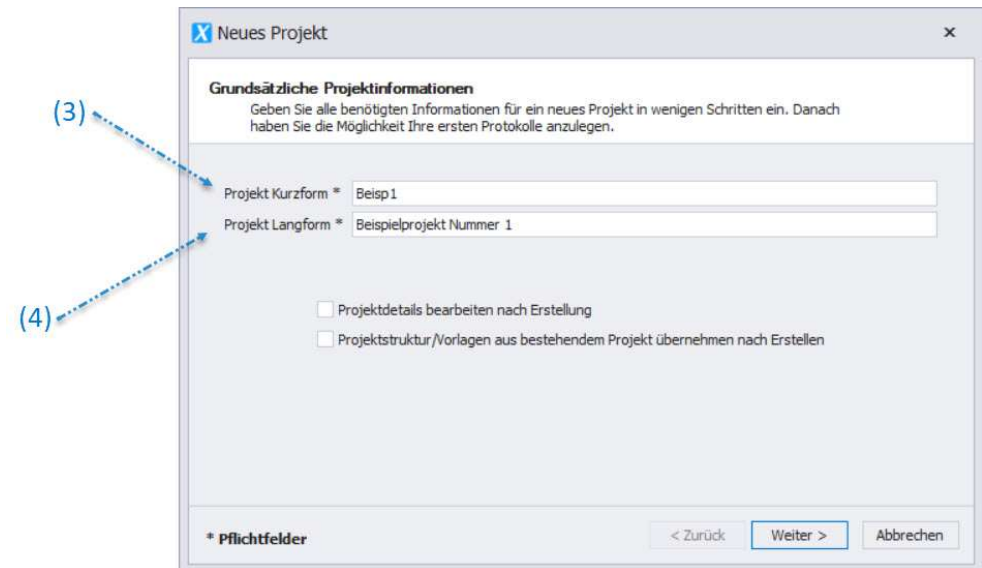 Neues Projekt
Grundsätzliche Projektinformationen
Geben Sie alle benötigten Informationen für ein neues Projekt in wenigen Schritten ein. Danach
haben Sie die Möglichkeit Ihre ersten Protokolle anzulegen.
(3)
Projekt Kurzform * Beisp1
Projekt Langform * Beispielprojekt Nummer 1
(4)
Projektdetails bearbeiten nach Erstellung
Projektstruktur/Vorlagen aus bestehendem Projekt übernehmen nach Erstellen
* Pflichtfelder < Zurück Weiter > Abbrechen